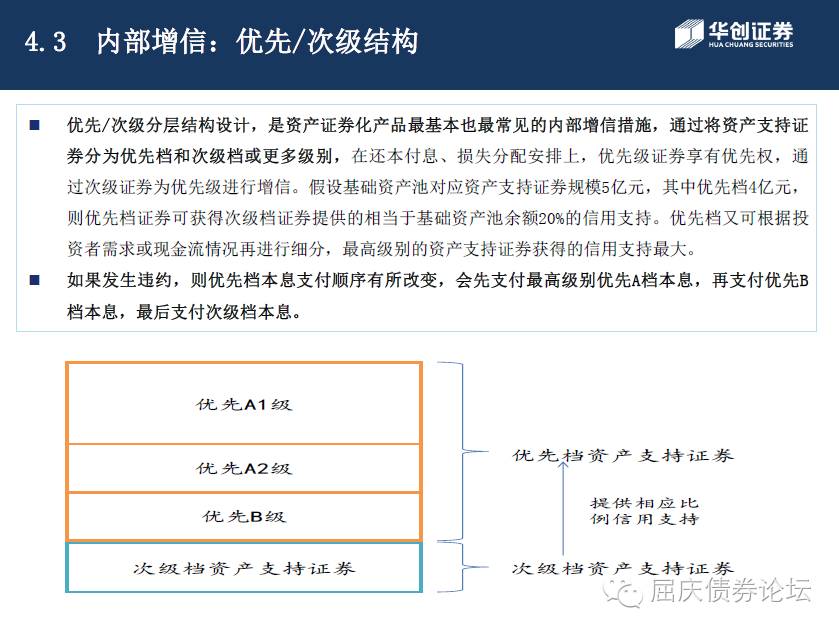 4.3 内部增信：优先/次级结构
华创证券
HUA CHUANG SECURITIES
优先/次级分层结构设计，是资产证券化产品最基本也最常见的内部增信措施，通过将资产支持证
券分为优先档和次级档或更多级别，在还本付息、损失分配安排上，优先级证券享有优先权，通
过次级证券为优先级进行增信。假设基础资产池对应资产支持证券规模5亿元，其中优先档4亿元，
则优先档证券可获得次级档证券提供的相当于基础资产池余额20%的信用支持。优先档又可根据投
资者需求或现金流情况再进行细分，最高级别的资产支持证券获得的信用支持最大。
如果发生违约，则优先档本息支付顺序有所改变，会先支付最高级别优先A档本息，再支付优先B
档本息，最后支付次级档本息。
优先A1级
优先A2级
优先B级
次级档资产支持证券
优先档资产支持证券
提供相应比
例信用支持
次级档资产支持证券
屈庆债券论坛